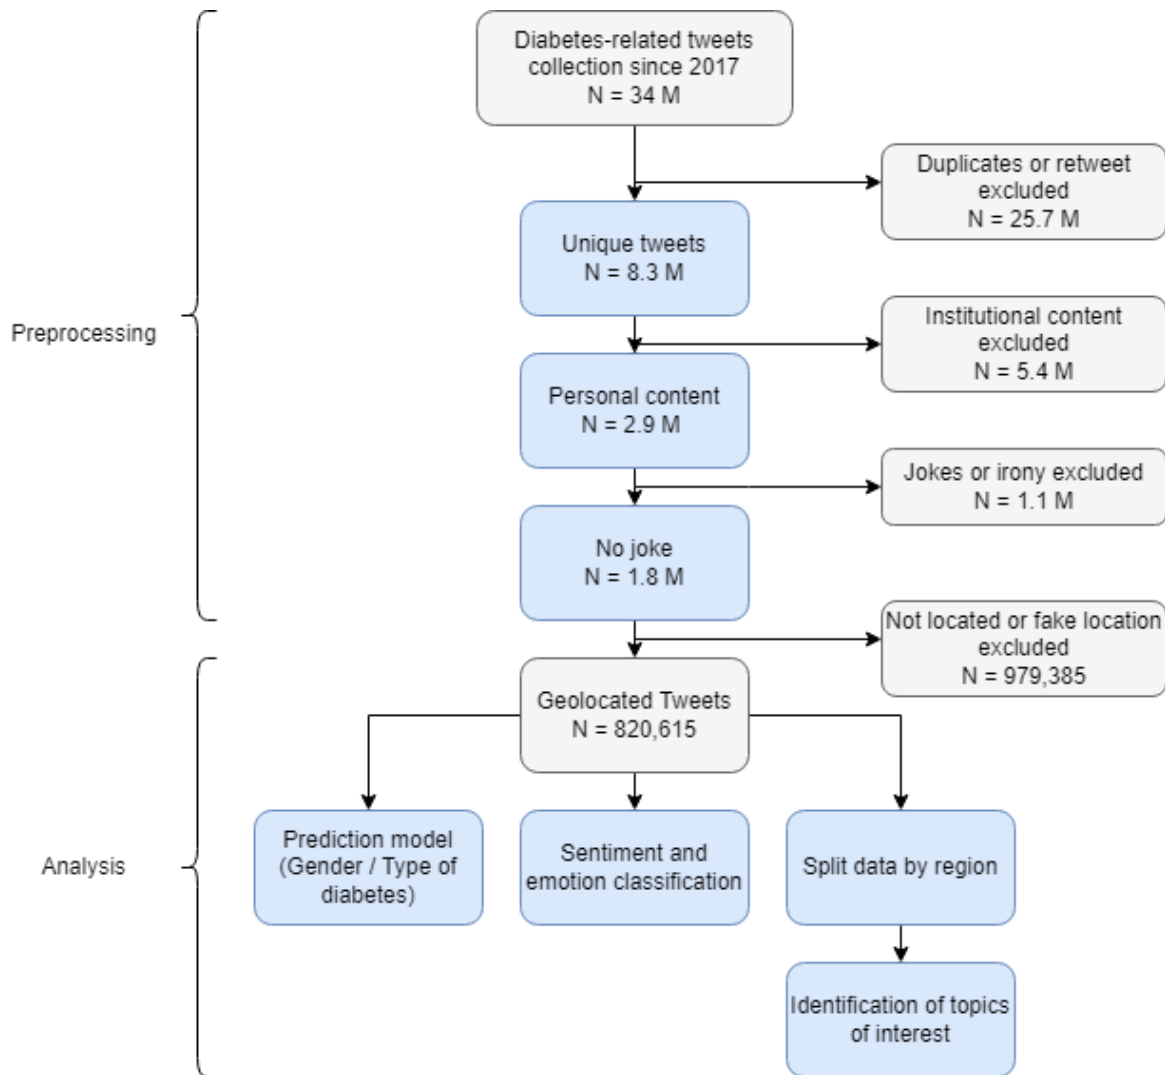 Diabetes-related tweets
collection since 2017
N = 34 M
Duplicates or retweet
excluded
N = 25.7 M
Unique tweets
N = 8.3 M
Institutional content
excluded
N = 5.4 M
Preprocessing
Personal content
N = 2.9 M
Jokes or irony excluded
N = 1.1 M
No joke
N = 1.8 M
Not located or fake location
excluded
N = 979,385
Geolocated Tweets
N = 820,615
Analysis
Prediction model
(Gender / Type of
diabetes)
Sentiment and
emotion classification
Split data by region
Identification of topics
of interest